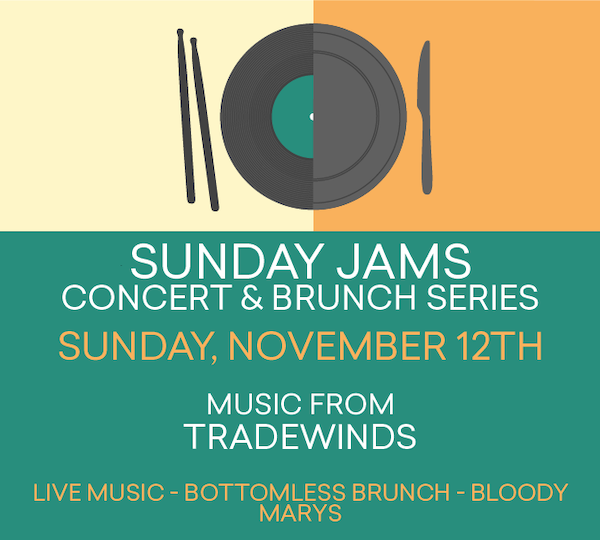 SUNDAY JAMS
CONCERT & BRUNCH SERIES
SUNDAY, NOVEMBER 12TH
MUSIC FROM
TRADEWINDS
LIVE MUSIC - BOTTOMLESS BRUNCH - BLOODY
MARYS